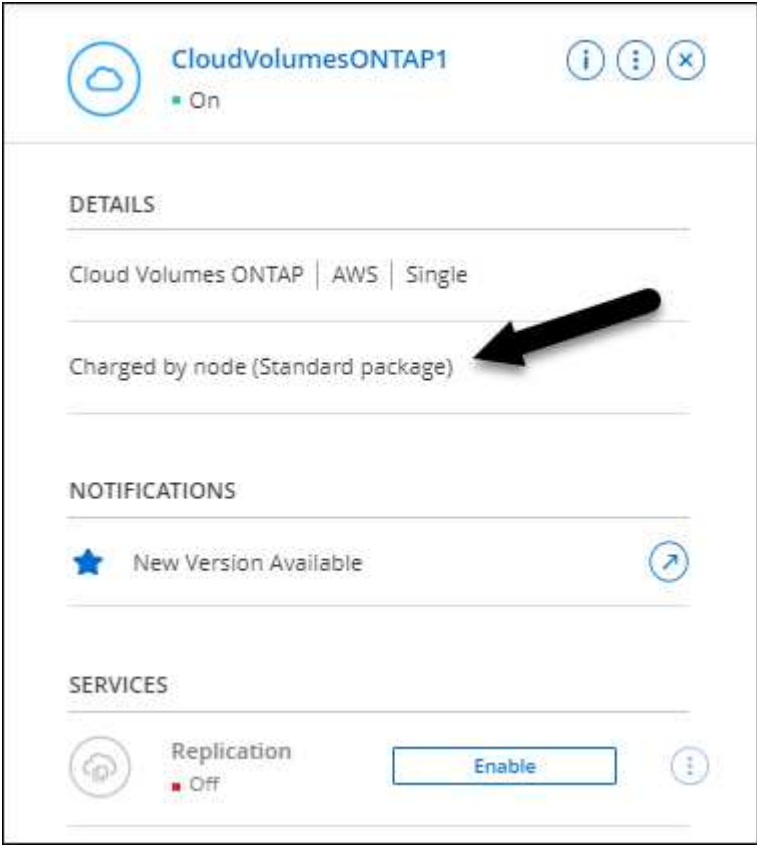 CloudVolumesONTAP1
On
DETAILS
Cloud Volumes ONTAP | AWS | Single
Charged by node (Standard package)
NOTIFICATIONS
New Version Available
SERVICES
Replication
Enable
Off